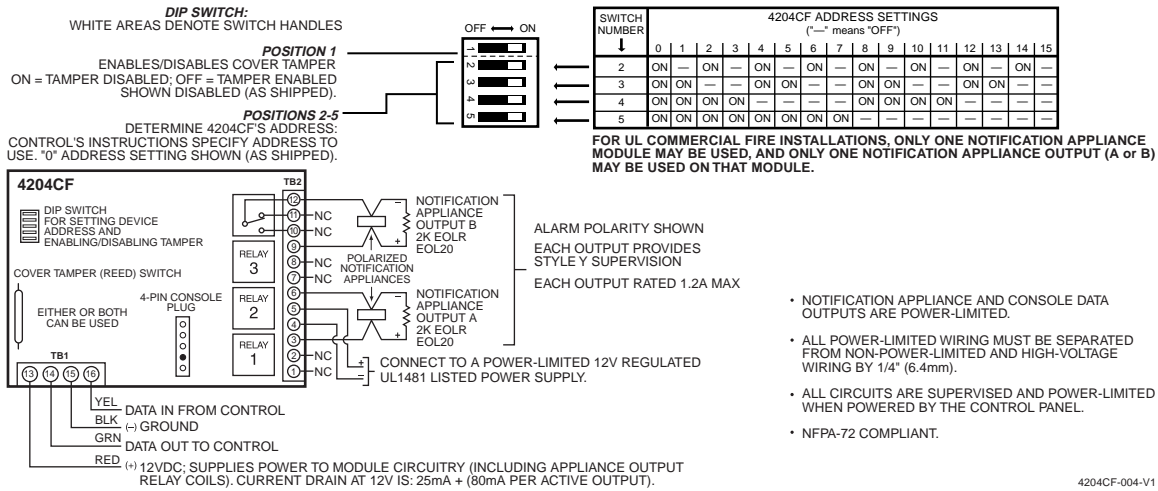 DIP SWITCH:
WHITE AREAS DENOTE SWITCH HANDLES
POSITION 1
ENABLES/DISABLES COVER TAMPER
ON = TAMPER DISABLED; OFF = TAMPER ENABLED
SHOWN DISABLED (AS SHIPPED).
POSITIONS 2-5
DETERMINE 4204CF'S ADDRESS:
CONTROL'S INSTRUCTIONS SPECIFY ADDRESS TO
USE. "0" ADDRESS SETTING SHOWN (AS SHIPPED).
OFF ↔ ON
1
2
3
4
5
SWITCH NUMBER ↓
4204CF ADDRESS SETTINGS
("—" means "OFF")
0 1 2 3 4 5 6 7 8 9 10 11 12 13 14 15
2 ON — ON — ON — ON — ON — ON — ON — ON —
3 ON ON — — ON ON — — ON ON — — ON ON — —
4 ON ON ON ON — — — — ON ON ON ON — — — —
5 ON ON ON ON ON ON ON ON — — — — — — — —
FOR UL COMMERCIAL FIRE INSTALLATIONS, ONLY ONE NOTIFICATION APPLIANCE
MODULE MAY BE USED, AND ONLY ONE NOTIFICATION APPLIANCE OUTPUT (A or B)
MAY BE USED ON THAT MODULE.
4204CF
DIP SWITCH
FOR SETTING DEVICE
ADDRESS AND
ENABLING/DISABLING TAMPER
COVER TAMPER (REED) SWITCH
EITHER OR BOTH
CAN BE USED
4-PIN CONSOLE
PLUG
RELAY
3
RELAY
2
RELAY
1
TB2
12
11 NC
10 NC
9
8 NC
7 NC
6
5
4
3
2 NC
1 NC
TB1
13 14 15 16
–
+
NOTIFICATION
APPLIANCE
OUTPUT B
2K EOLR
EOL20
POLARIZED
NOTIFICATION
APPLIANCES
–
+
NOTIFICATION
APPLIANCE
OUTPUT A
2K EOLR
EOL20
ALARM POLARITY SHOWN
EACH OUTPUT PROVIDES
STYLE Y SUPERVISION
EACH OUTPUT RATED 1.2A MAX
+
–
CONNECT TO A POWER-LIMITED 12V REGULATED
UL1481 LISTED POWER SUPPLY.
YEL DATA IN FROM CONTROL
BLK (–) GROUND
GRN DATA OUT TO CONTROL
RED (+) 12VDC; SUPPLIES POWER TO MODULE CIRCUITRY (INCLUDING APPLIANCE OUTPUT
RELAY COILS). CURRENT DRAIN AT 12V IS: 25mA + (80mA PER ACTIVE OUTPUT).
• NOTIFICATION APPLIANCE AND CONSOLE DATA
OUTPUTS ARE POWER-LIMITED.
• ALL POWER-LIMITED WIRING MUST BE SEPARATED
FROM NON-POWER-LIMITED AND HIGH-VOLTAGE
WIRING BY 1/4" (6.4mm).
• ALL CIRCUITS ARE SUPERVISED AND POWER-LIMITED
WHEN POWERED BY THE CONTROL PANEL.
• NFPA-72 COMPLIANT.
4204CF-004-V1